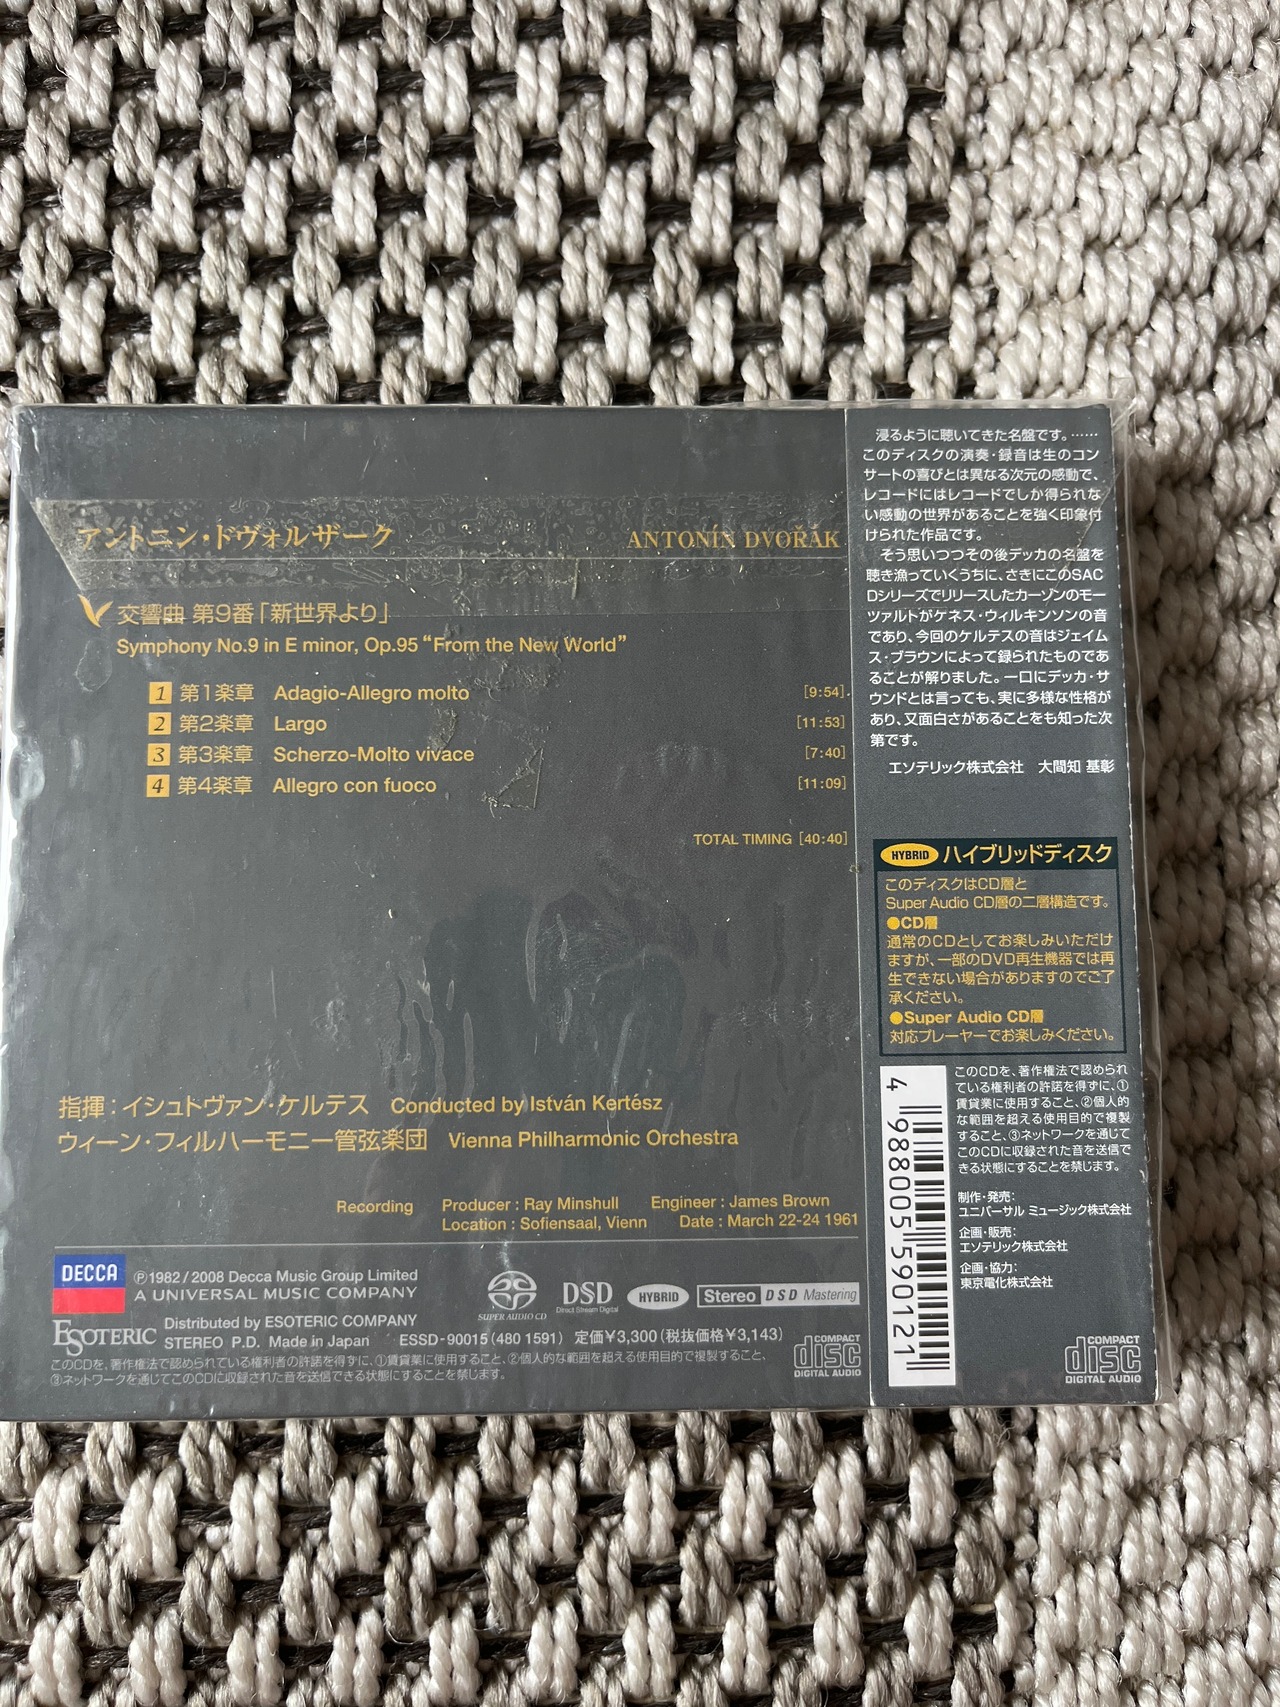 アントニン・ドヴォルザーク
ANTONÍN DVOŘÁK
交響曲 第9番「新世界より」
Symphony No.9 in E minor, Op.95 “From the New World”
1 第1楽章 Adagio-Allegro molto [9:54]
2 第2楽章 Largo [11:53]
3 第3楽章 Scherzo-Molto vivace [7:40]
4 第4楽章 Allegro con fuoco [11:09]
TOTAL TIMING [40:40]
指揮：イシュトヴァン・ケルテス Conducted by István Kertész
ウィーン・フィルハーモニー管弦楽団 Vienna Philharmonic Orchestra
Recording Producer : Ray Minshull Engineer : James Brown
Location : Sofiensaal, Vienn Date : March 22-24 1961
DECCA
℗1982 / 2008 Decca Music Group Limited
A UNIVERSAL MUSIC COMPANY
SUPER AUDIO CD
DSD
Direct Stream Digital
HYBRID
Stereo DSD Mastering
ESOTERIC
Distributed by ESOTERIC COMPANY
STEREO P.D. Made in Japan ESSD-90015 (480 1591) 定価¥3,300 (税抜価格¥3,143)
このCDを、著作権法で認められている権利者の許諾を得ずに、①賃貸業に使用すること、②個人的な範囲を超える使用目的で複製すること、
③ネットワークを通じてこのCDに収録された音を送信できる状態にすることを禁じます。
COMPACT
disc
DIGITAL AUDIO
浸るように聴いてきた名盤です。……
このディスクの演奏・録音は生のコン
サートの喜びとは異なる次元の感動で、
レコードにはレコードでしか得られな
い感動の世界があることを強く印象付
けられた作品です。
そう思いつつその後デッカの名盤を
聴き漁っていくうちに、さきにこのSAC
Dシリーズでリリースしたカーゾンのモー
ツァルトがケネス・ウィルキンソンの音
であり、今回のケルテスの音はジェイム
ス・ブラウンによって録られたものであ
ることが解りました。一口にデッカ・サ
ウンドとは言っても、実に多様な性格が
あり、又面白さがあることをも知った次
第です。
エソテリック株式会社 大間知 基彰
HYBRID ハイブリッドディスク
このディスクはCD層と
Super Audio CD層の二層構造です。
●CD層
通常のCDとしてお楽しみいただけ
ますが、一部のDVD再生機器では再
生できない場合がありますのでご了
承ください。
●Super Audio CD層
対応プレーヤーでお楽しみください。
4 988005 590121
このCDを、著作権法で認められ
ている権利者の許諾を得ずに、①
賃貸業に使用すること、②個人的
な範囲を超える使用目的で複製
すること、③ネットワークを通じて
このCDに収録された音を送信で
きる状態にすることを禁じます。
制作・発売：
ユニバーサル ミュージック株式会社
企画・販売：
エソテリック株式会社
企画・協力：
東京電化株式会社
COMPACT
disc
DIGITAL AUDIO